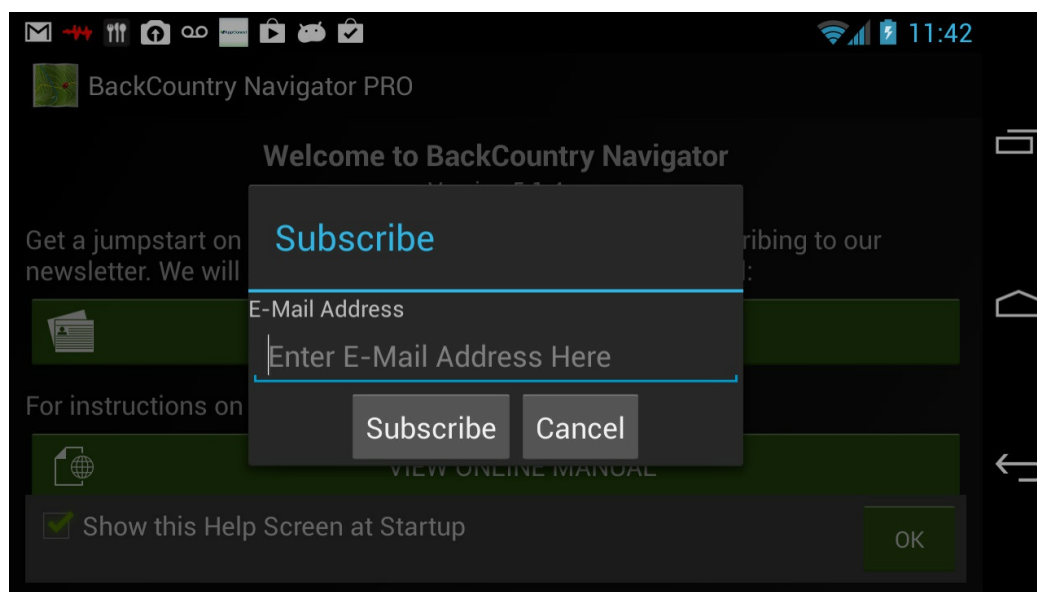 11:42
BackCountry Navigator PRO
Welcome to BackCountry Navigator
Get a jumpstart on
ribing to our
newsletter. We will
Subscribe
E-Mail Address
Enter E-Mail Address Here
For instructions on
Subscribe Cancel
VIEW ONLINE MANUAL
Show this Help Screen at Startup
OK